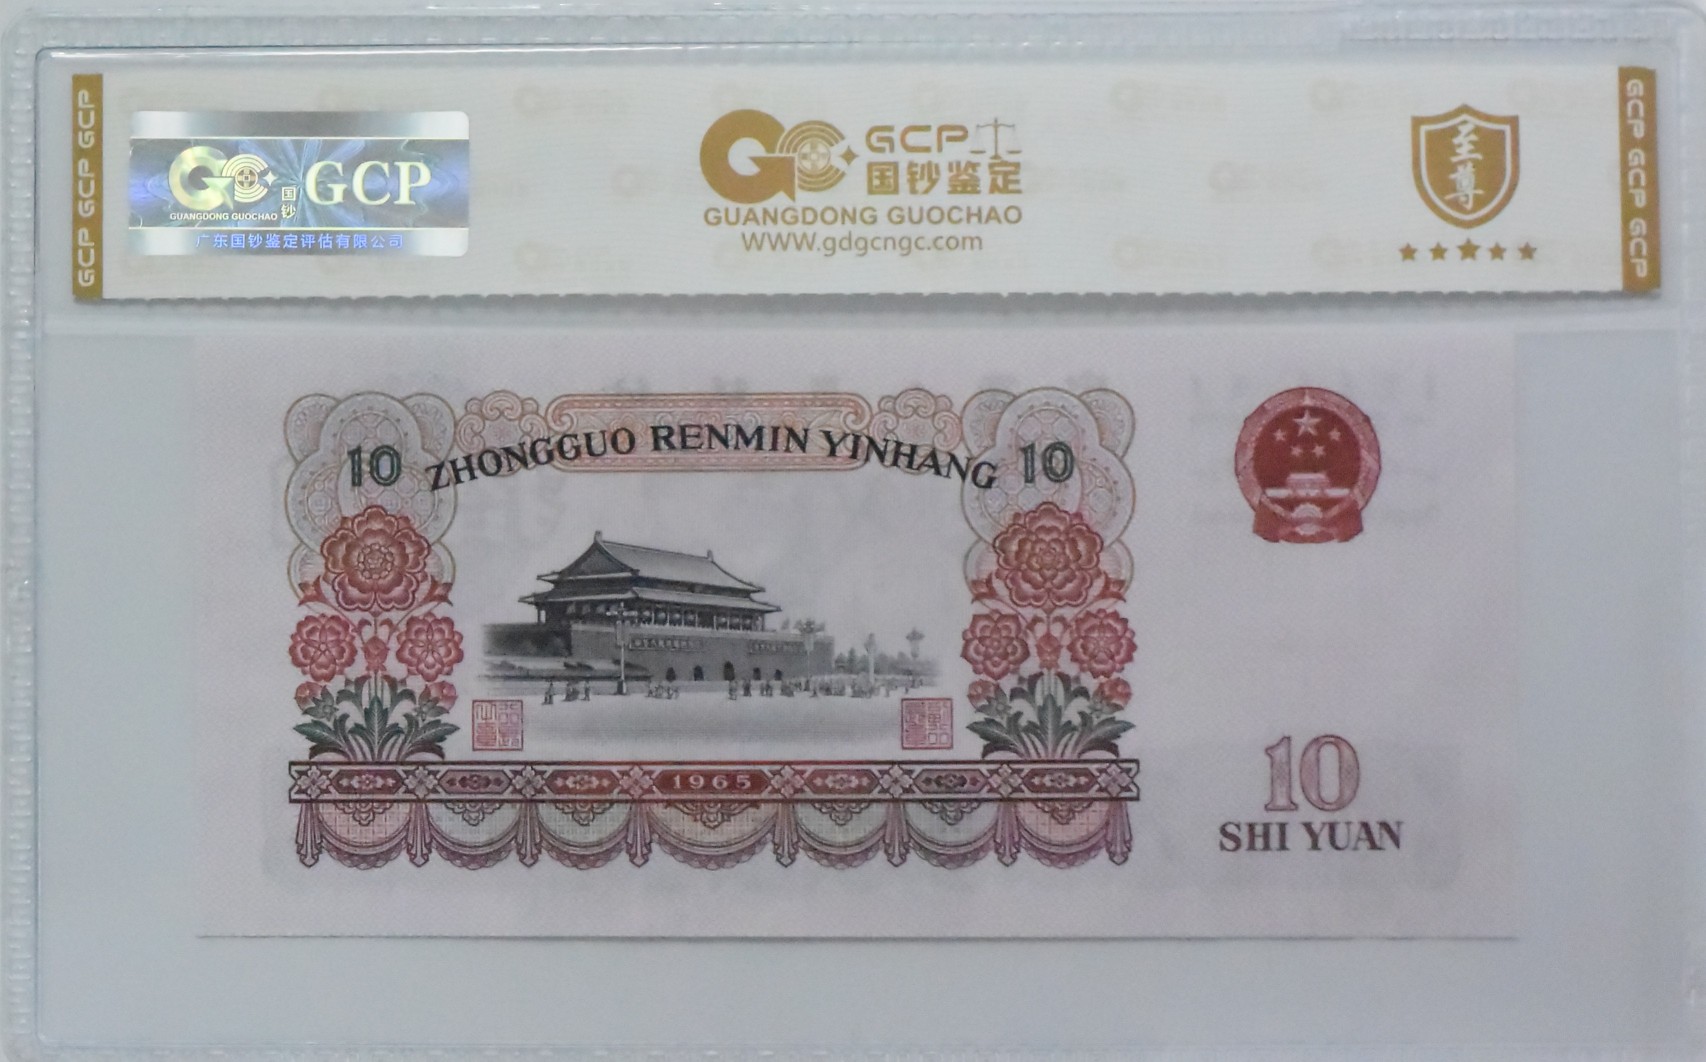 GCP GCP GCP
GC 国钞 GCP
GUANGDONG GUOCHAO
广东国钞鉴定评估有限公司
GC GCP
国钞鉴定
GUANGDONG GUOCHAO
WWW.gdgcngc.com
至尊
GCP GCP GCP
10 ZHONGGUO RENMIN YINHANG 10
1965
10
SHI YUAN